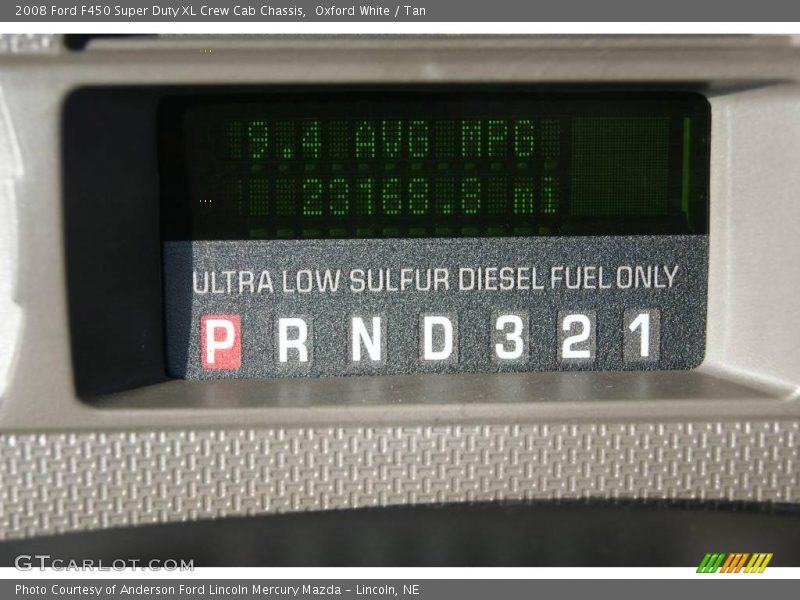 2008 Ford F450 Super Duty XL Crew Cab Chassis,  Oxford White / Tan
9.4 AVG MPG
23168.8 mi
ULTRA LOW SULFUR DIESEL FUEL ONLY
P R N D 3 2 1
GTCARLOT.COM
Photo Courtesy of Anderson Ford Lincoln Mercury Mazda – Lincoln, NE